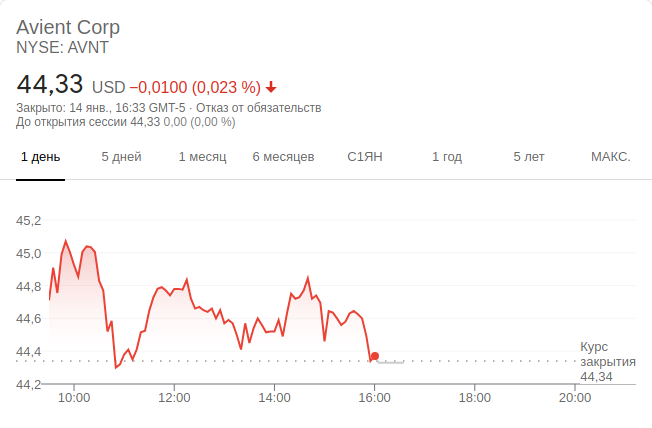 Avient Corp
NYSE: AVNT
44,33 USD −0,0100 (0,023 %)
Закрыто: 14 янв., 16:33 GMT-5 · Отказ от обязательств
До открытия сессии 44,33 0,00 (0,00 %)
1 день 5 дней 1 месяц 6 месяцев С1ЯН 1 год 5 лет МАКС.
45,2
45,0
44,8
44,6
44,4
44,2
Курс
закрытия
44,34
10:00 12:00 14:00 16:00 18:00 20:00